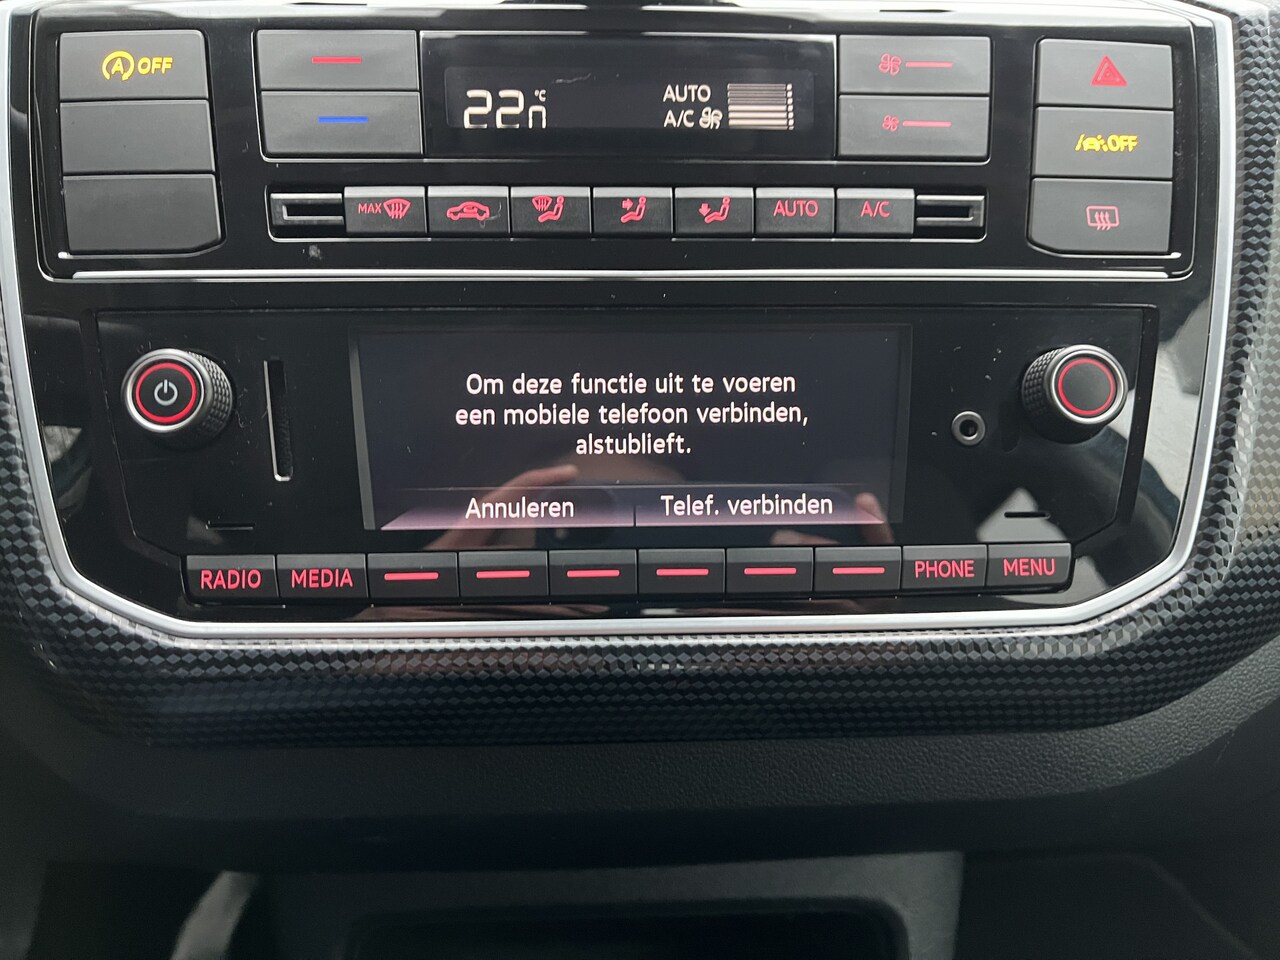 OFF
22.0 °C
AUTO
A/C
OFF
MAX
AUTO
A/C
Om deze functie uit te voeren
een mobiele telefoon verbinden,
alstublieft.
Annuleren
Telef. verbinden
RADIO
MEDIA
PHONE
MENU